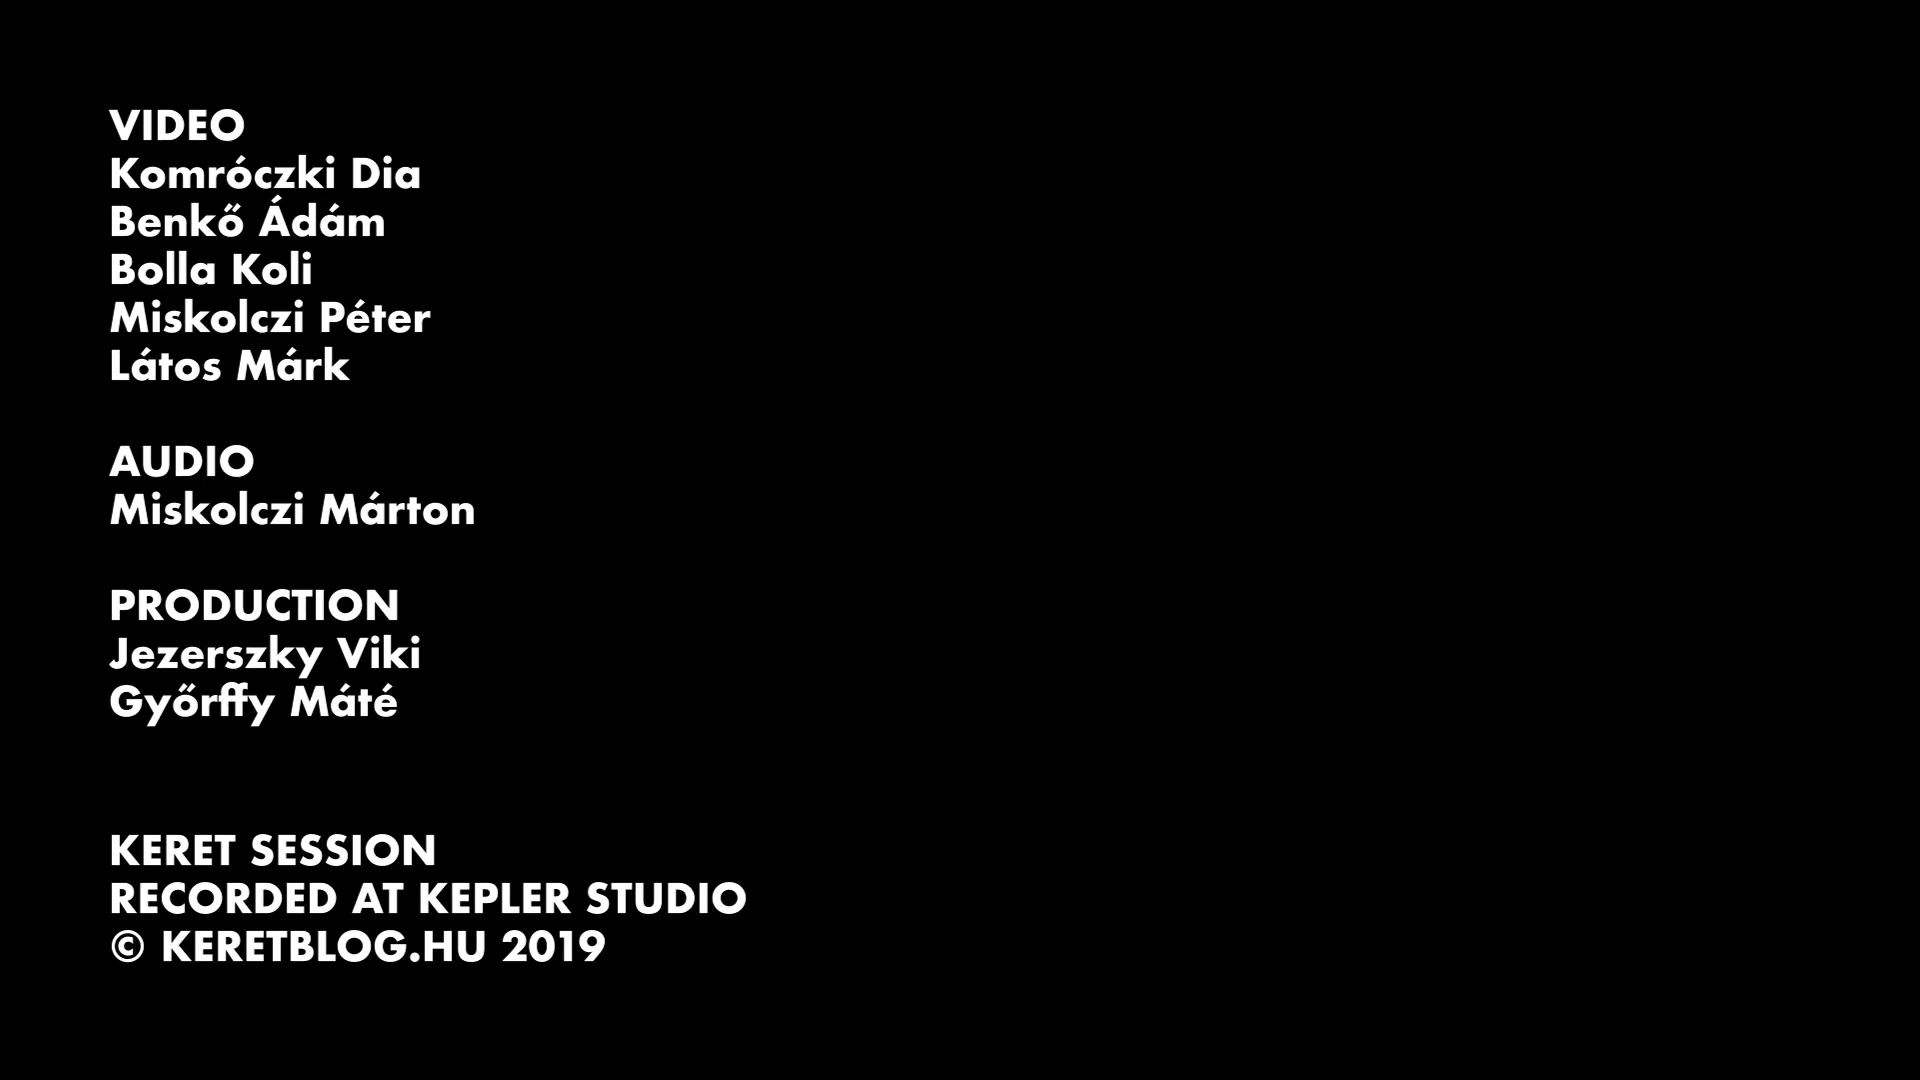 VIDEO
Komróczki Dia
Benkő Ádám
Bolla Koli
Miskolczi Péter
Látos Márk
AUDIO
Miskolczi Márton
PRODUCTION
Jezerszky Viki
Győrffy Máté
KERET SESSION
RECORDED AT KEPLER STUDIO
© KERETBLOG.HU 2019